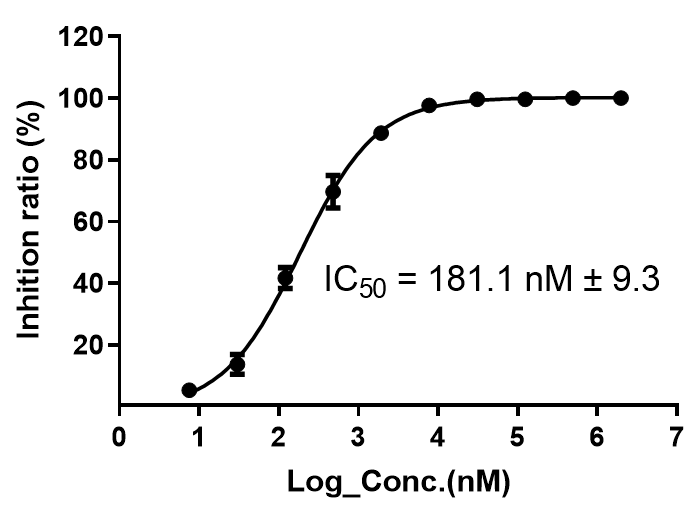 120
100
80
60
40
20
Inhition ratio (%)
IC50 = 181.1 nM ± 9.3
0 1 2 3 4 5 6 7
Log_Conc.(nM)